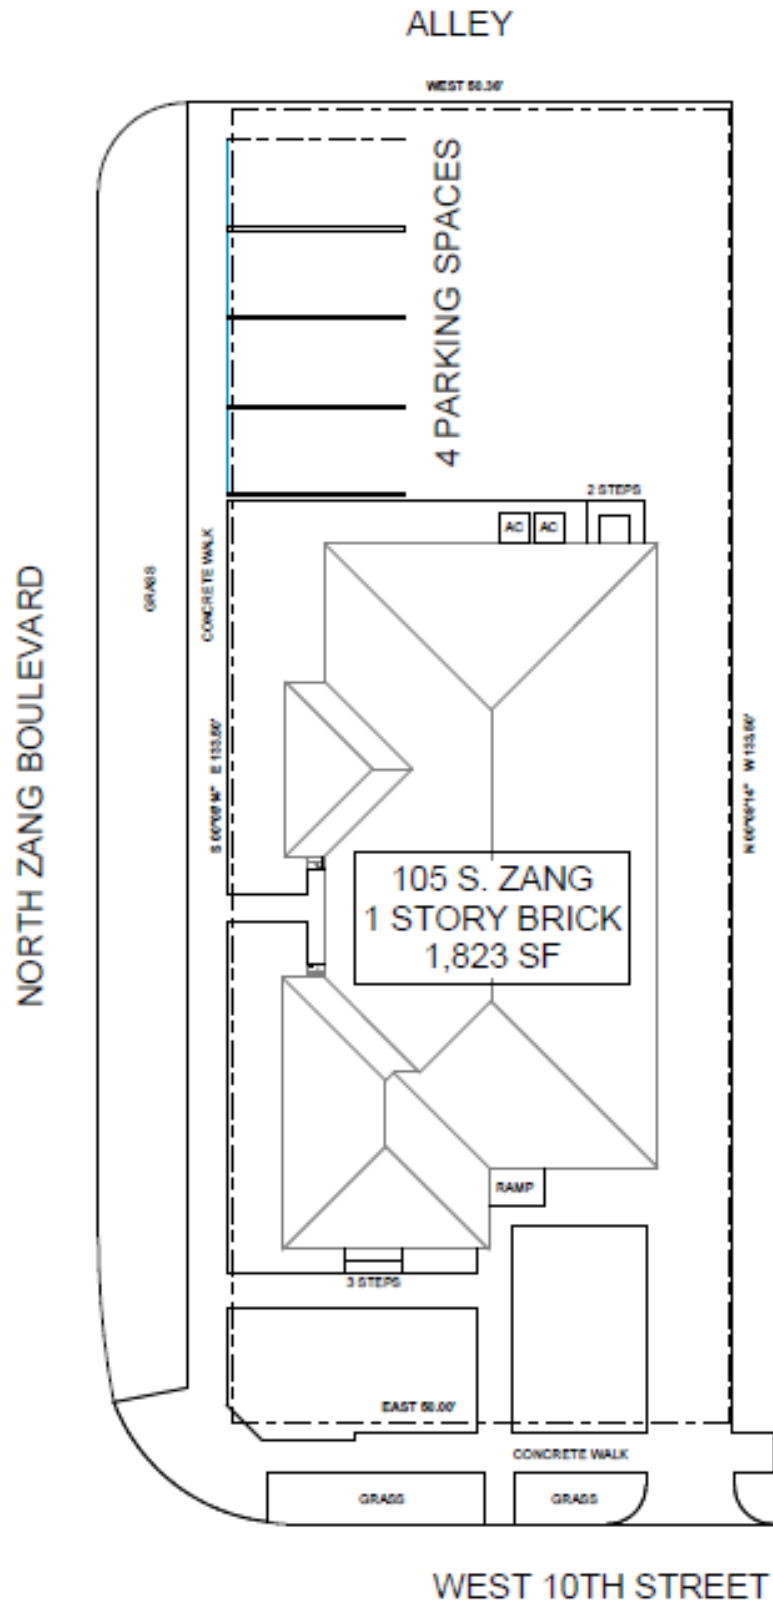 ALLEY
WEST 50.36'
4 PARKING SPACES
2 STEPS
AC
AC
CONCRETE WALK
GRASS
NORTH ZANG BOULEVARD
105 S. ZANG
1 STORY BRICK
1,823 SF
RAMP
3 STEPS
EAST 50.00'
CONCRETE WALK
GRASS
GRASS
WEST 10TH STREET